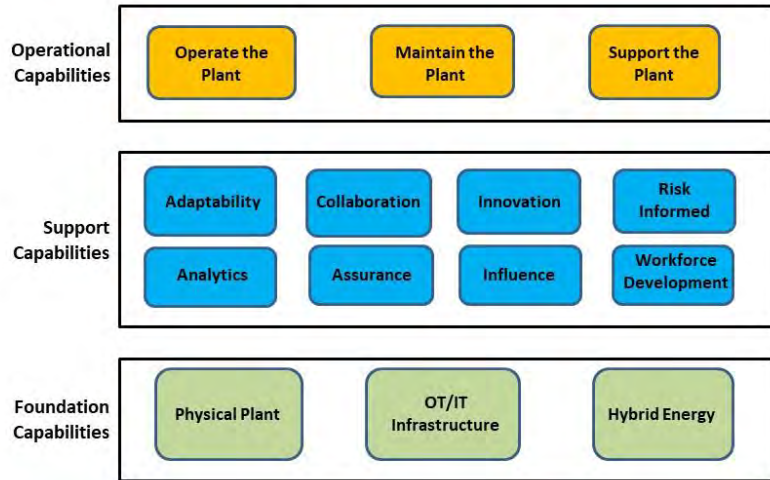 Operational
Capabilities
Operate the
Plant
Maintain the
Plant
Support the
Plant
Support
Capabilities
Adaptability
Collaboration
Innovation
Risk
Informed
Analytics
Assurance
Influence
Workforce
Development
Foundation
Capabilities
Physical Plant
OT/IT
Infrastructure
Hybrid Energy